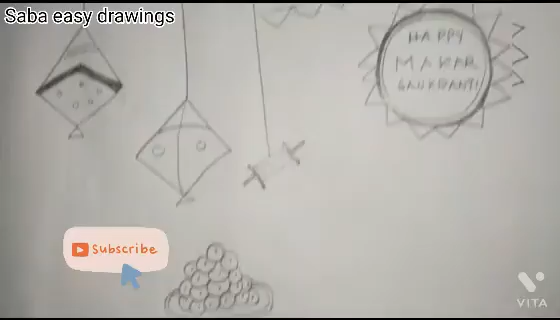 Saba easy drawings
HAPPY
MAKAR
SANKRANTI
Subscribe
VITA